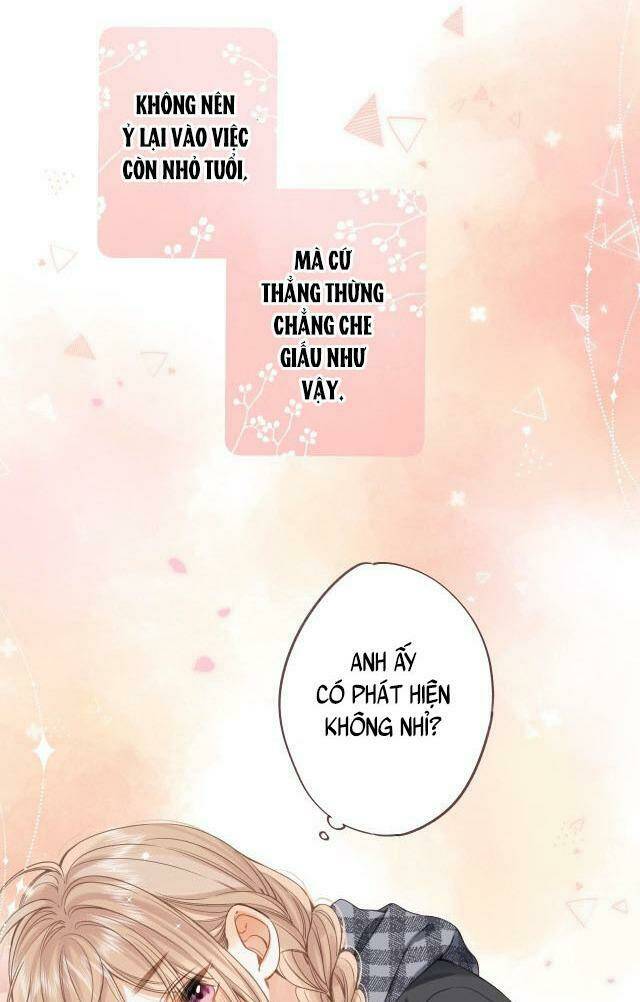 KHÔNG NÊN
Ỷ LẠI VÀO VIỆC
CÒN NHỎ TUỔI,
MÀ CỨ
THẲNG THỪNG
CHẲNG CHE
GIẤU NHƯ
VẬY.
ANH ẤY
CÓ PHÁT HIỆN
KHÔNG NHỈ?